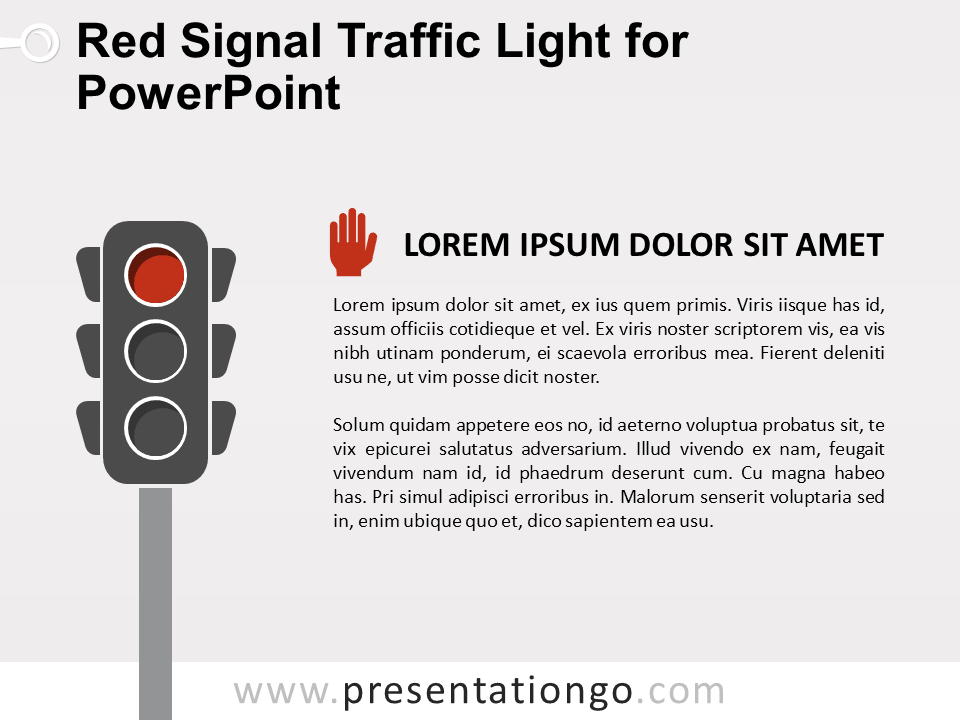 Red Signal Traffic Light for
PowerPoint
LOREM IPSUM DOLOR SIT AMET
Lorem ipsum dolor sit amet, ex ius quem primis. Viris iisque has id,
assum officiis cotidieque et vel. Ex viris noster scriptorem vis, ea vis
nibh utinam ponderum, ei scaevola erroribus mea. Fierent deleniti
usu ne, ut vim posse dicit noster.
Solum quidam appetere eos no, id aeterno voluptua probatus sit, te
vix epicurei salutatus adversarium. Illud vivendo ex nam, feugait
vivendum nam id, id phaedrum deserunt cum. Cu magna habeo
has. Pri simul adipisci erroribus in. Malorum senserit voluptaria sed
in, enim ubique quo et, dico sapientem ea usu.
www.presentationgo.com